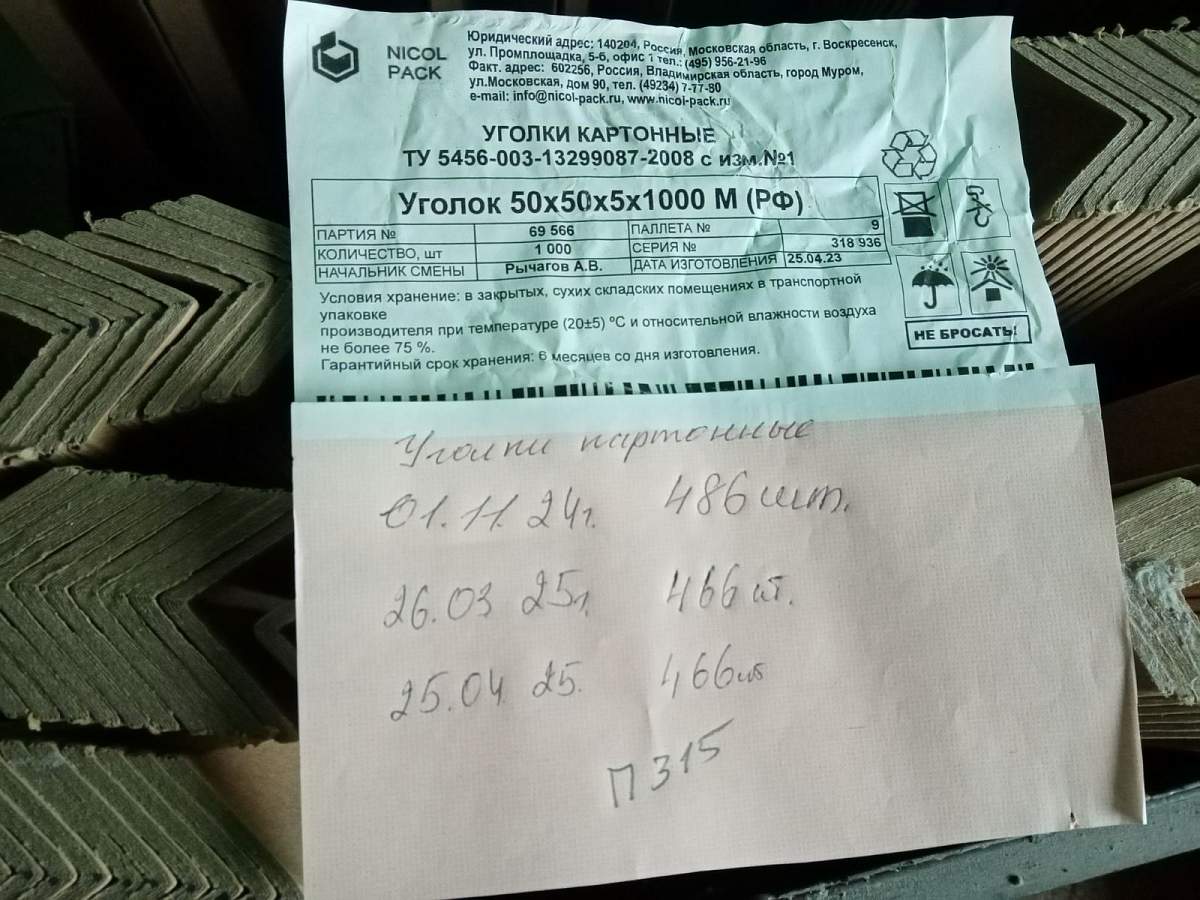 NICOL
PACK
Юридический адрес: 140204, Россия, Московская область, г. Воскресенск,
ул. Промплощадка, 5-6, офис 1 тел.: (495) 956-21-96
Факт. адрес: 602256, Россия, Владимирская область, город Муром,
ул.Московская, дом 90, тел. (49234) 7-77-80
e-mail: info@nicol-pack.ru, www.nicol-pack.ru
УГОЛКИ КАРТОННЫЕ
ТУ 5456-003-13299087-2008 с изм.№1
Уголок 50х50х5х1000 М (РФ)
ПАРТИЯ № 69 566 ПАЛЛЕТА № 9
КОЛИЧЕСТВО, шт 1 000 СЕРИЯ № 318 936
НАЧАЛЬНИК СМЕНЫ Рычагов А.В. ДАТА ИЗГОТОВЛЕНИЯ 25.04.23
Условия хранение: в закрытых, сухих складских помещениях в транспортной
упаковке
производителя при температуре (20±5) ºС и относительной влажности воздуха
не более 75 %.
Гарантийный срок хранения: 6 месяцев со дня изготовления.
НЕ БРОСАТЬ!
Уголки картонные
01.11.24г. 486шт.
26.03 25г. 466шт.
25.04.25. 466шт
П315